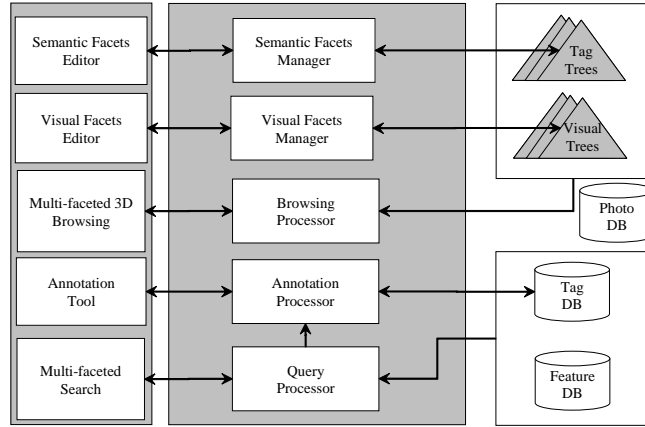 Semantic Facets
Editor
Semantic Facets
Manager
Tag
Trees
Visual Facets
Editor
Visual Facets
Manager
Visual
Trees
Multi-faceted 3D
Browsing
Browsing
Processor
Photo
DB
Annotation
Tool
Annotation
Processor
Tag
DB
Multi-faceted
Search
Query
Processor
Feature
DB